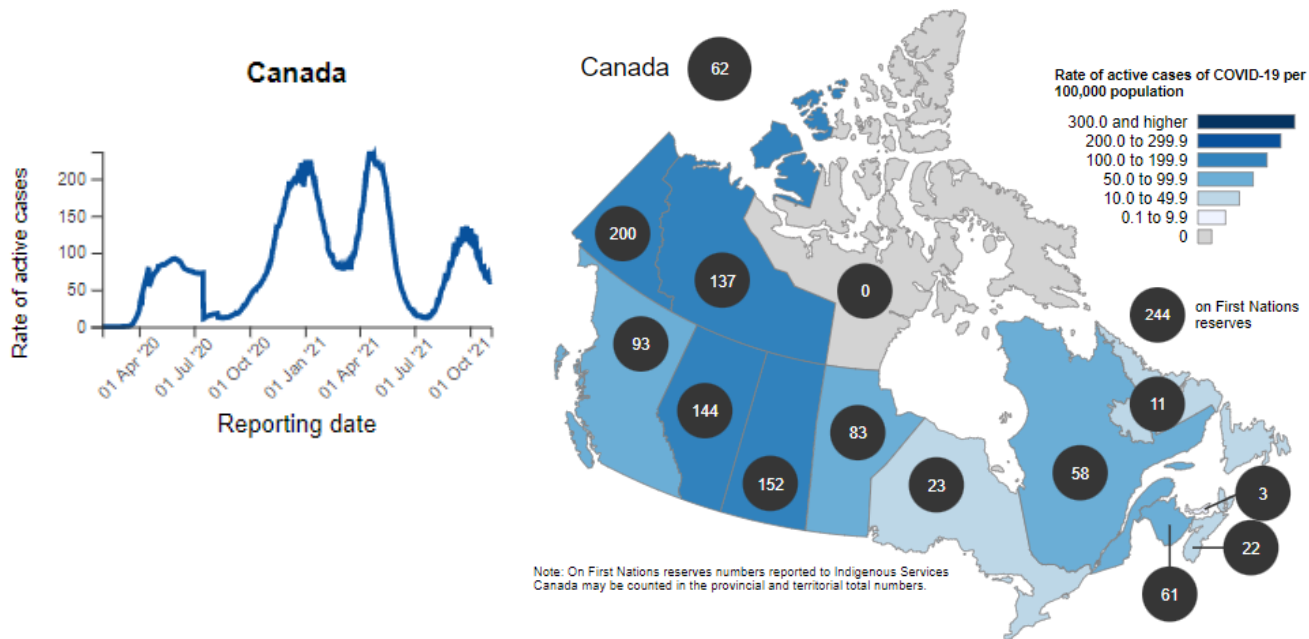 Canada
Rate of active cases
200
150
100
50
0
01 Apr '20
01 Jul '20
01 Oct '20
01 Jan '21
01 Apr '21
01 Jul '21
01 Oct '21
Reporting date
Canada
62
Rate of active cases of COVID-19 per
100,000 population
300.0 and higher
200.0 to 299.9
100.0 to 199.9
50.0 to 99.9
10.0 to 49.9
0.1 to 9.9
0
200
137
0
244
on First Nations
reserves
93
144
152
83
23
58
11
3
22
61
Note: On First Nations reserves numbers reported to Indigenous Services
Canada may be counted in the provincial and territorial total numbers.